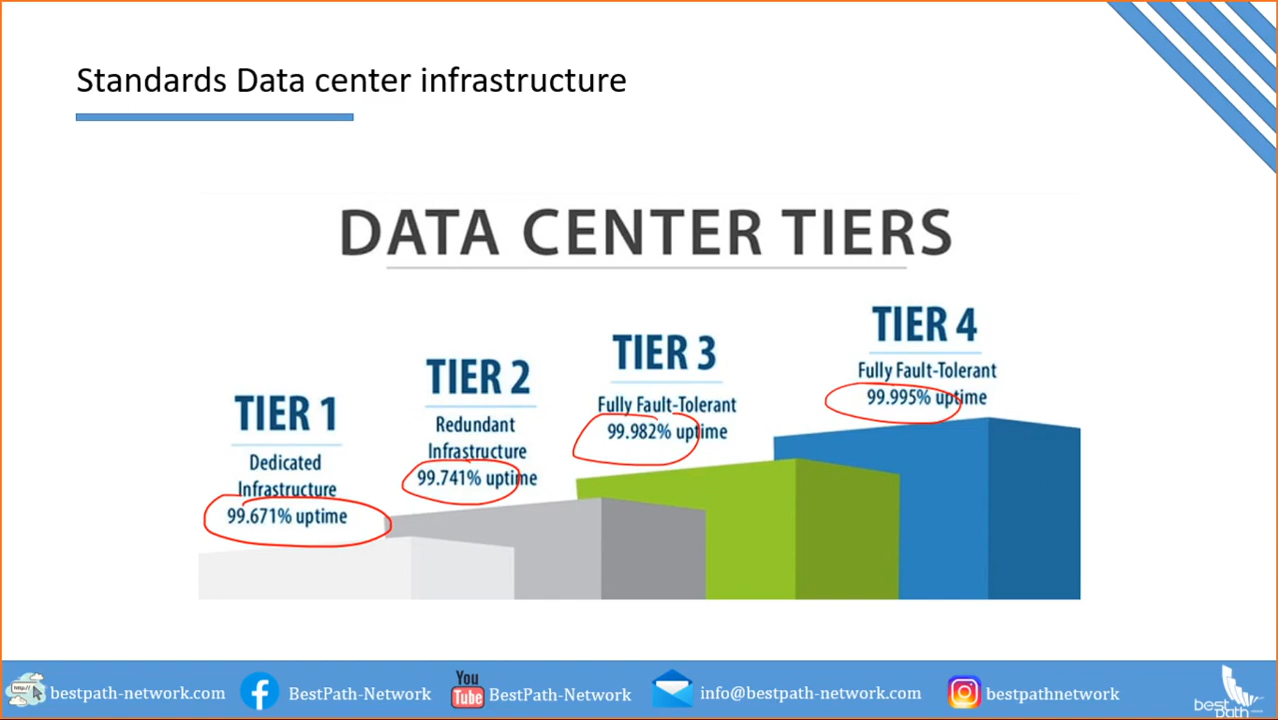 Standards Data center infrastructure
DATA CENTER TIERS
TIER 1
Dedicated
Infrastructure
99.671% uptime
TIER 2
Redundant
Infrastructure
99.741% uptime
TIER 3
Fully Fault-Tolerant
99.982% uptime
TIER 4
Fully Fault-Tolerant
99.995% uptime
http://
bestpath-network.com
BestPath-Network
You
Tube
BestPath-Network
info@bestpath-network.com
bestpathnetwork
best
path